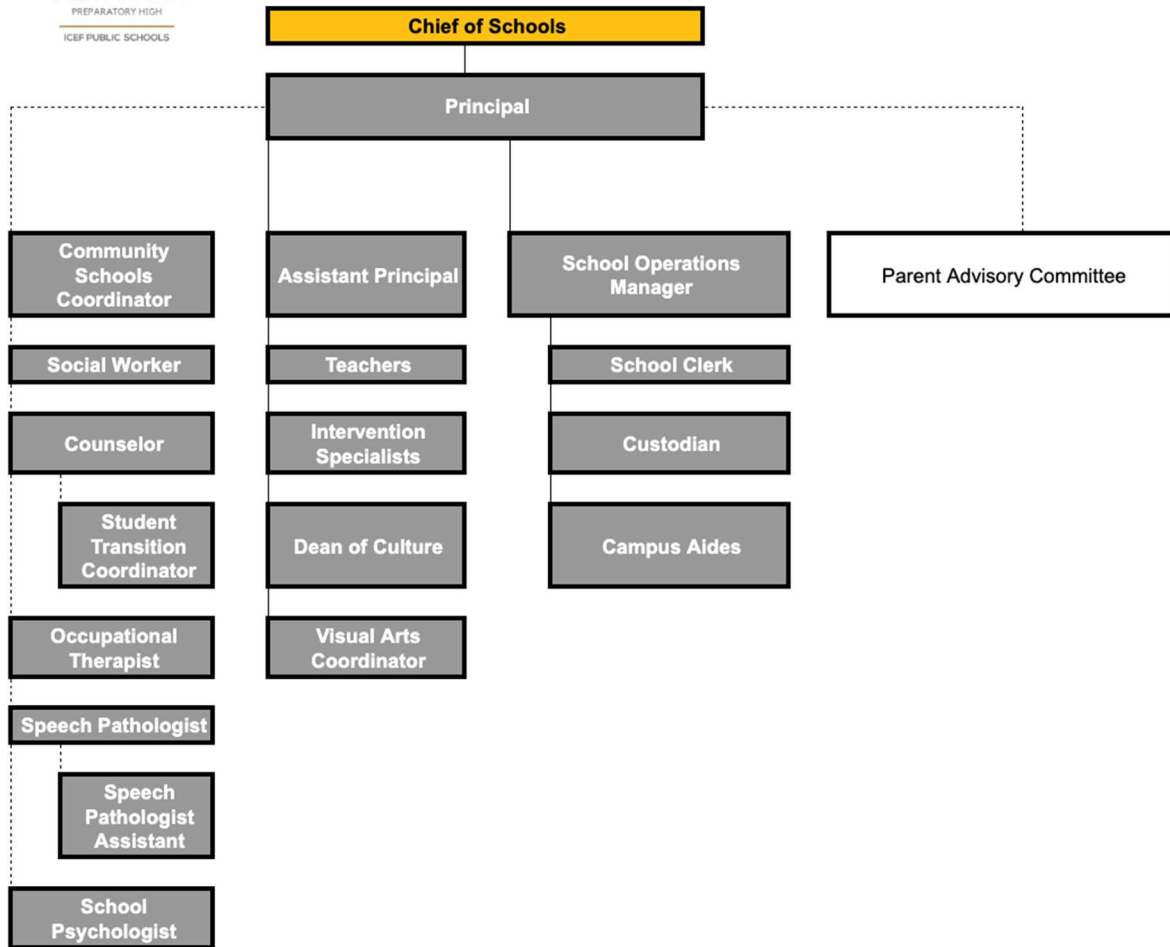 PREPARATORY HIGH
ICEF PUBLIC SCHOOLS
Chief of Schools
Principal
Community
Schools
Coordinator
Assistant Principal
School Operations
Manager
Parent Advisory Committee
Social Worker
Teachers
School Clerk
Counselor
Intervention
Specialists
Custodian
Student
Transition
Coordinator
Dean of Culture
Campus Aides
Occupational
Therapist
Visual Arts
Coordinator
Speech Pathologist
Speech
Pathologist
Assistant
School
Psychologist